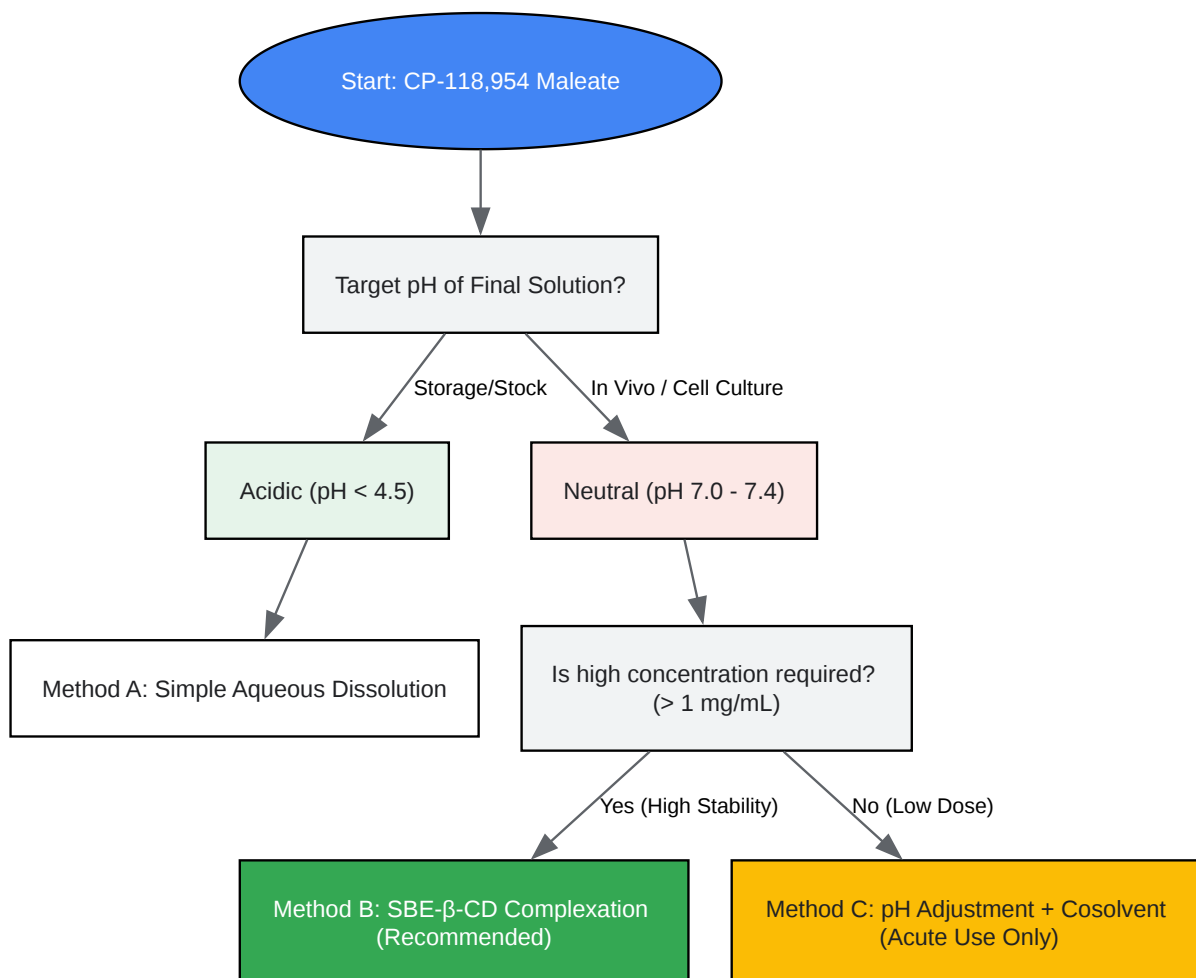 Start: CP-118,954 Maleate
Target pH of Final Solution?
Storage/Stock
In Vivo / Cell Culture
Acidic (pH < 4.5)
Neutral (pH 7.0 - 7.4)
Method A: Simple Aqueous Dissolution
Is high concentration required?
(> 1 mg/mL)
Yes (High Stability)
No (Low Dose)
Method B: SBE-β-CD Complexation
(Recommended)
Method C: pH Adjustment + Cosolvent
(Acute Use Only)